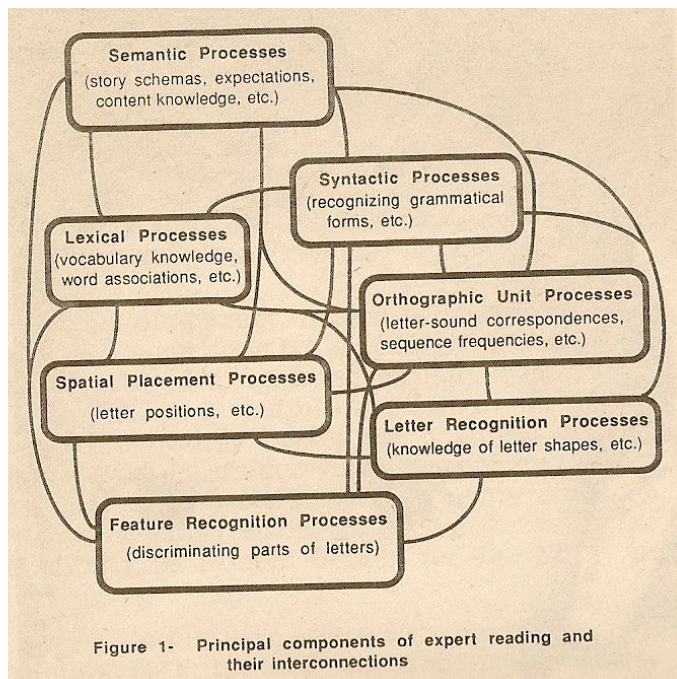 Semantic Processes
(story schemas, expectations,
content knowledge, etc.)
Syntactic Processes
(recognizing grammatical
forms, etc.)
Lexical Processes
(vocabulary knowledge,
word associations, etc.)
Orthographic Unit Processes
(letter-sound correspondences,
sequence frequencies, etc.)
Spatial Placement Processes
(letter positions, etc.)
Letter Recognition Processes
(knowledge of letter shapes, etc.)
Feature Recognition Processes
(discriminating parts of letters)
Figure 1- Principal components of expert reading and
their interconnections